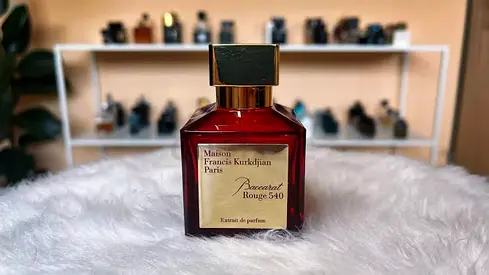 Maison
Francis Kurkdjian
Paris
Baccarat
Rouge 540
Extrait de parfum